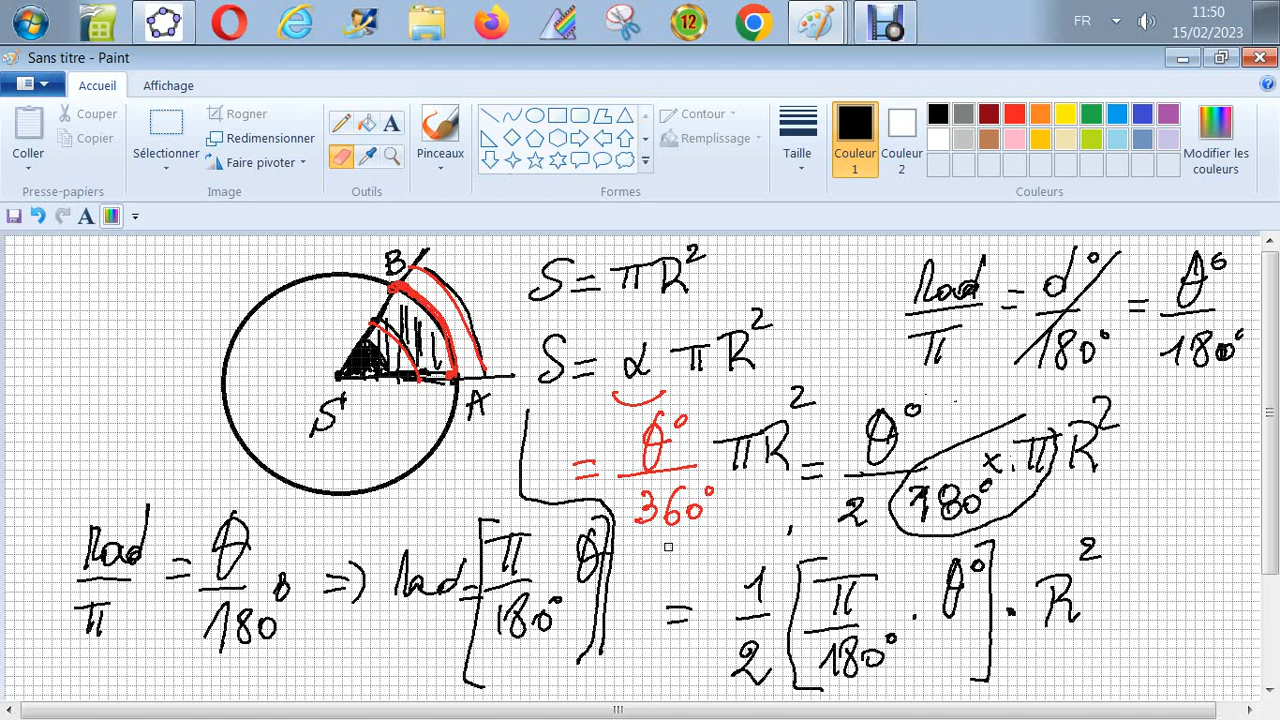 12
FR
11:50
15/02/2023
Sans titre - Paint
Accueil
Affichage
Coller
Couper
Copier
Presse-papiers
Sélectionner
Rogner
Redimensionner
Faire pivoter
Image
A
Outils
Pinceaux
Contour
Remplissage
Formes
Taille
Couleur 1
Couleur 2
Modifier les couleurs
Couleurs
A
B
A
S
S = πR²
Rad/π = d°/180° = θ°/180°
S = α πR²
= θ°/360° πR² = θ°/2 180° × . π R²
Rad/π = θ/180° => Rad = [π/180° θ]
= 1/2 [π/180° . θ°] . R²